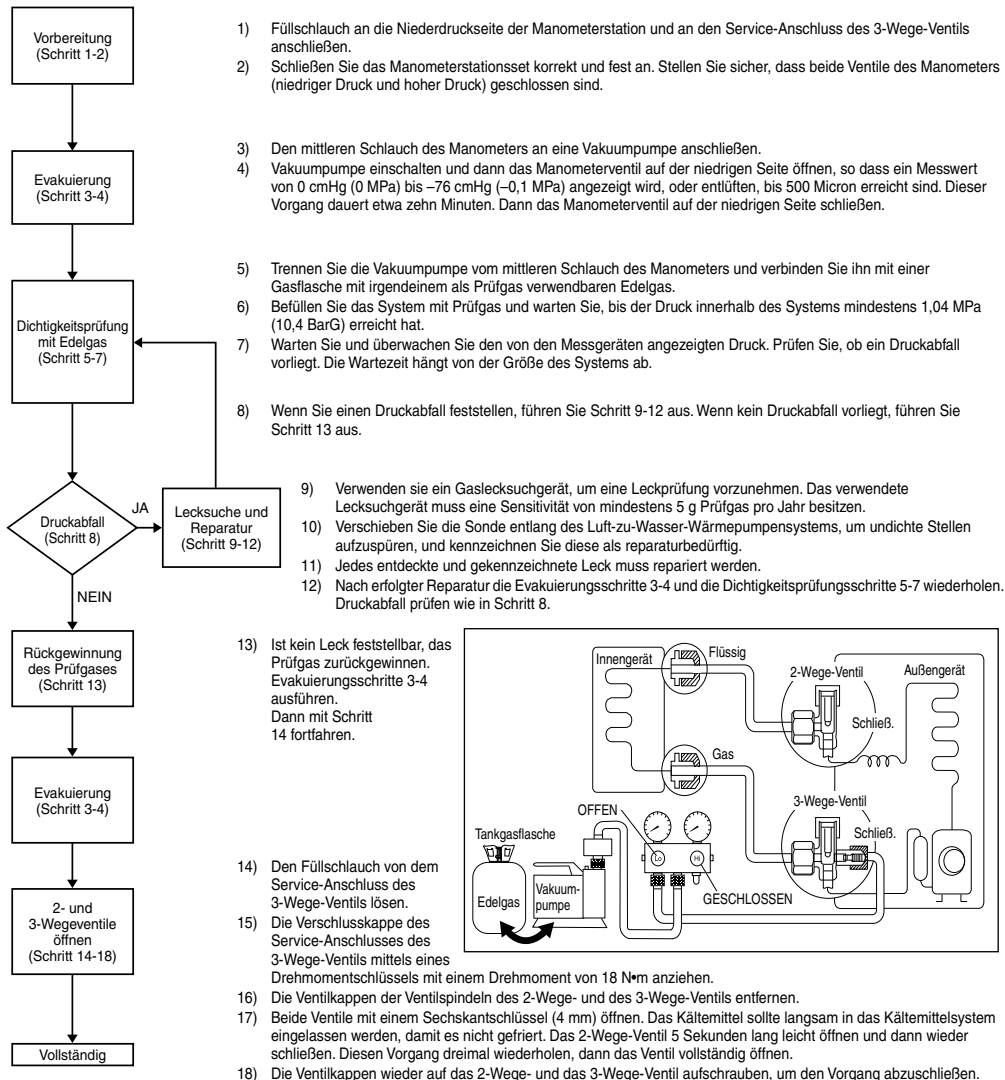 Vorbereitung
(Schritt 1-2)
1) Füllschlauch an die Niederdruckseite der Manometerstation und an den Service-Anschluss des 3-Wege-Ventils
anschließen.
2) Schließen Sie das Manometerstationsset korrekt und fest an. Stellen Sie sicher, dass beide Ventile des Manometers
(niedriger Druck und hoher Druck) geschlossen sind.
Evakuierung
(Schritt 3-4)
3) Den mittleren Schlauch des Manometers an eine Vakuumpumpe anschließen.
4) Vakuumpumpe einschalten und dann das Manometerventil auf der niedrigen Seite öffnen, so dass ein Messwert
von 0 cmHg (0 MPa) bis –76 cmHg (–0,1 MPa) angezeigt wird, oder entlüften, bis 500 Micron erreicht sind. Dieser
Vorgang dauert etwa zehn Minuten. Dann das Manometerventil auf der niedrigen Seite schließen.
Dichtigkeitsprüfung
mit Edelgas
(Schritt 5-7)
5) Trennen Sie die Vakuumpumpe vom mittleren Schlauch des Manometers und verbinden Sie ihn mit einer
Gasflasche mit irgendeinem als Prüfgas verwendbaren Edelgas.
6) Befüllen Sie das System mit Prüfgas und warten Sie, bis der Druck innerhalb des Systems mindestens 1,04 MPa
(10,4 BarG) erreicht hat.
7) Warten Sie und überwachen Sie den von den Messgeräten angezeigten Druck. Prüfen Sie, ob ein Druckabfall
vorliegt. Die Wartezeit hängt von der Größe des Systems ab.
8) Wenn Sie einen Druckabfall feststellen, führen Sie Schritt 9-12 aus. Wenn kein Druckabfall vorliegt, führen Sie
Schritt 13 aus.
Druckabfall
(Schritt 8)
JA
NEIN
Lecksuche und
Reparatur
(Schritt 9-12)
9) Verwenden sie ein Gaslecksuchgerät, um eine Leckprüfung vorzunehmen. Das verwendete
Lecksuchgerät muss eine Sensitivität von mindestens 5 g Prüfgas pro Jahr besitzen.
10) Verschieben Sie die Sonde entlang des Luft-zu-Wasser-Wärmepumpensystems, um undichte Stellen
aufzuspüren, und kennzeichnen Sie diese als reparaturbedürftig.
11) Jedes entdeckte und gekennzeichnete Leck muss repariert werden.
12) Nach erfolgter Reparatur die Evakuierungsschritte 3-4 und die Dichtigkeitsprüfungsschritte 5-7 wiederholen.
Druckabfall prüfen wie in Schritt 8.
Rückgewinnung
des Prüfgases
(Schritt 13)
13) Ist kein Leck feststellbar, das
Prüfgas zurückgewinnen.
Evakuierungsschritte 3-4
ausführen.
Dann mit Schritt
14 fortfahren.
Evakuierung
(Schritt 3-4)
Innengerät
Flüssig
2-Wege-Ventil
Außengerät
Schließ.
Gas
3-Wege-Ventil
Schließ.
OFFEN
Tankgasflasche
Lo
Hi
GESCHLOSSEN
Edelgas
Vakuum-
pumpe
2- und
3-Wegeventile
öffnen
(Schritt 14-18)
14) Den Füllschlauch von dem
Service-Anschluss des
3-Wege-Ventils lösen.
15) Die Verschlusskappe des
Service-Anschlusses des
3-Wege-Ventils mittels eines
Drehmomentschlüssels mit einem Drehmoment von 18 N•m anziehen.
16) Die Ventilkappen der Ventilspindeln des 2-Wege- und des 3-Wege-Ventils entfernen.
17) Beide Ventile mit einem Sechskantschlüssel (4 mm) öffnen. Das Kältemittel sollte langsam in das Kältemittelsystem
eingelassen werden, damit es nicht gefriert. Das 2-Wege-Ventil 5 Sekunden lang leicht öffnen und dann wieder
schließen. Diesen Vorgang dreimal wiederholen, dann das Ventil vollständig öffnen.
18) Die Ventilkappen wieder auf das 2-Wege- und das 3-Wege-Ventil aufschrauben, um den Vorgang abzuschließen.
Vollständig